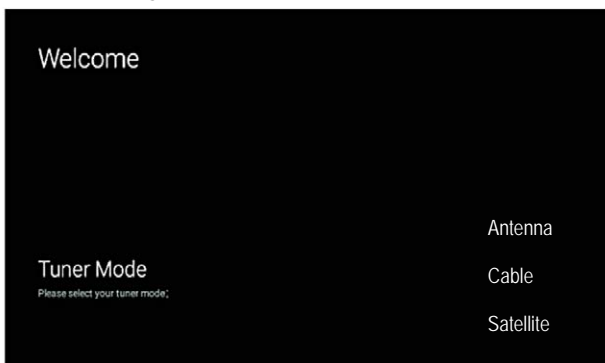 Welcome
Antenna
Tuner Mode
Cable
Please select your tuner mode;
Satellite